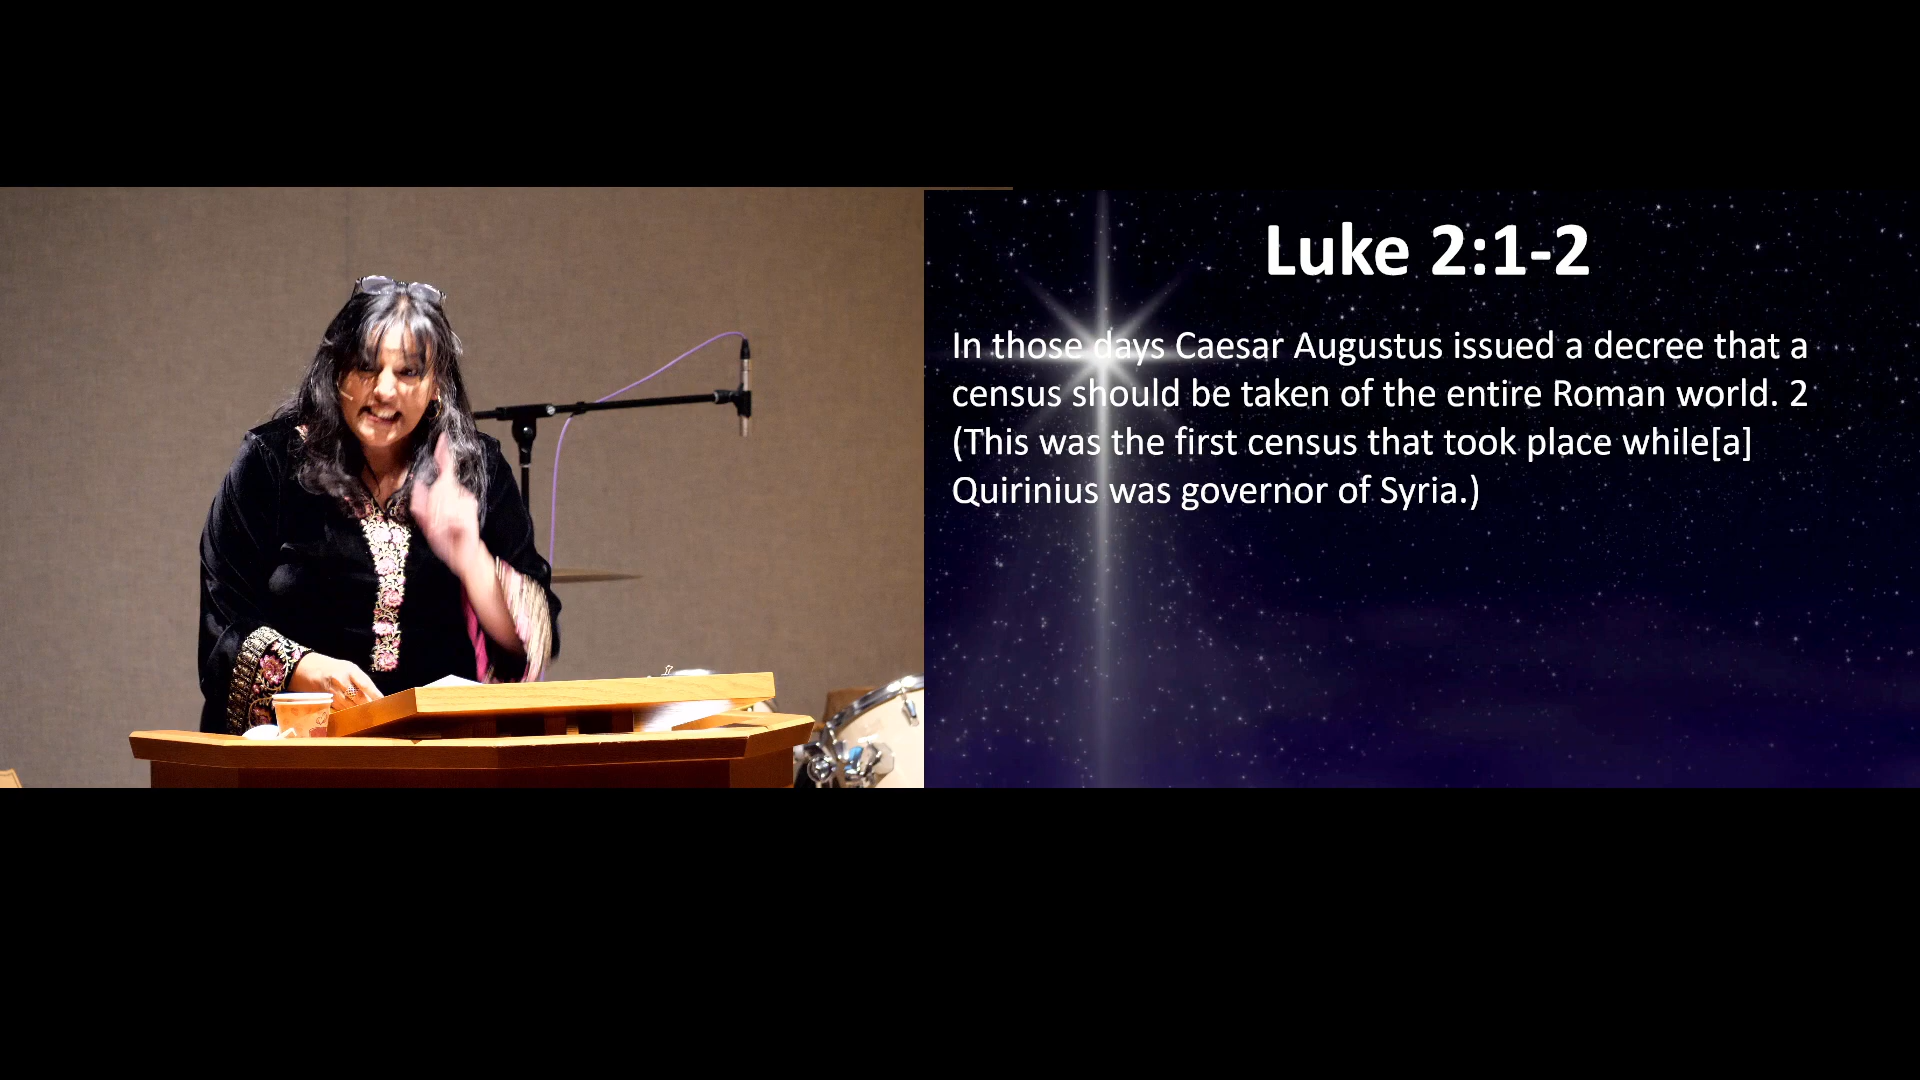 Luke 2:1-2
In those days Caesar Augustus issued a decree that a
census should be taken of the entire Roman world. 2
(This was the first census that took place while[a]
Quirinius was governor of Syria.)